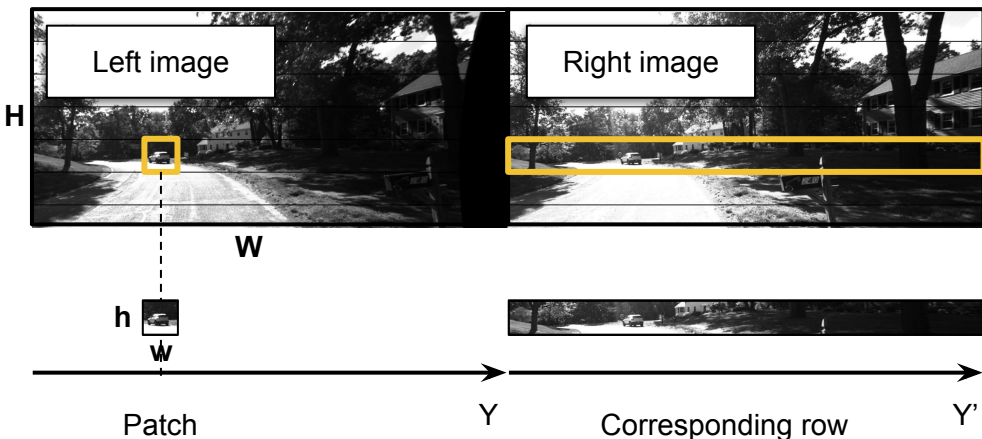 Left image
Right image
H
W
h
w
Y
Y’
Patch
Corresponding row